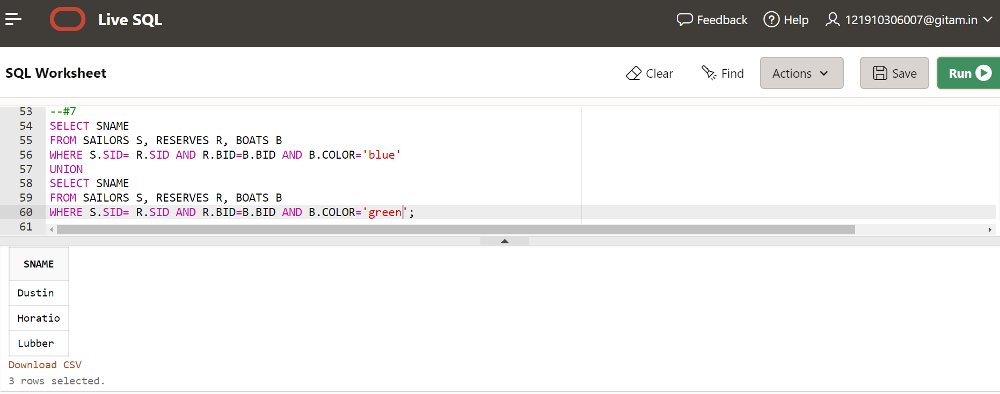 Live SQL
Feedback
Help
121910306007@gitam.in
SQL Worksheet
Clear
Find
Actions
Save
Run
53 --#7
54 SELECT SNAME
55 FROM SAILORS S, RESERVES R, BOATS B
56 WHERE S.SID= R.SID AND R.BID=B.BID AND B.COLOR='blue'
57 UNION
58 SELECT SNAME
59 FROM SAILORS S, RESERVES R, BOATS B
60 WHERE S.SID= R.SID AND R.BID=B.BID AND B.COLOR='green';
61
SNAME
Dustin
Horatio
Lubber
Download CSV
3 rows selected.